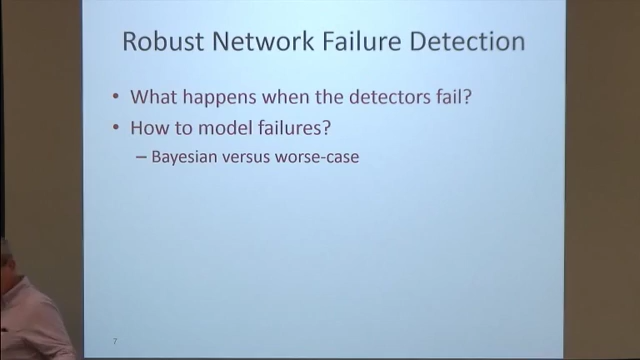 Robust Network Failure Detection
• What happens when the detectors fail?
• How to model failures?
– Bayesian versus worse-case
7